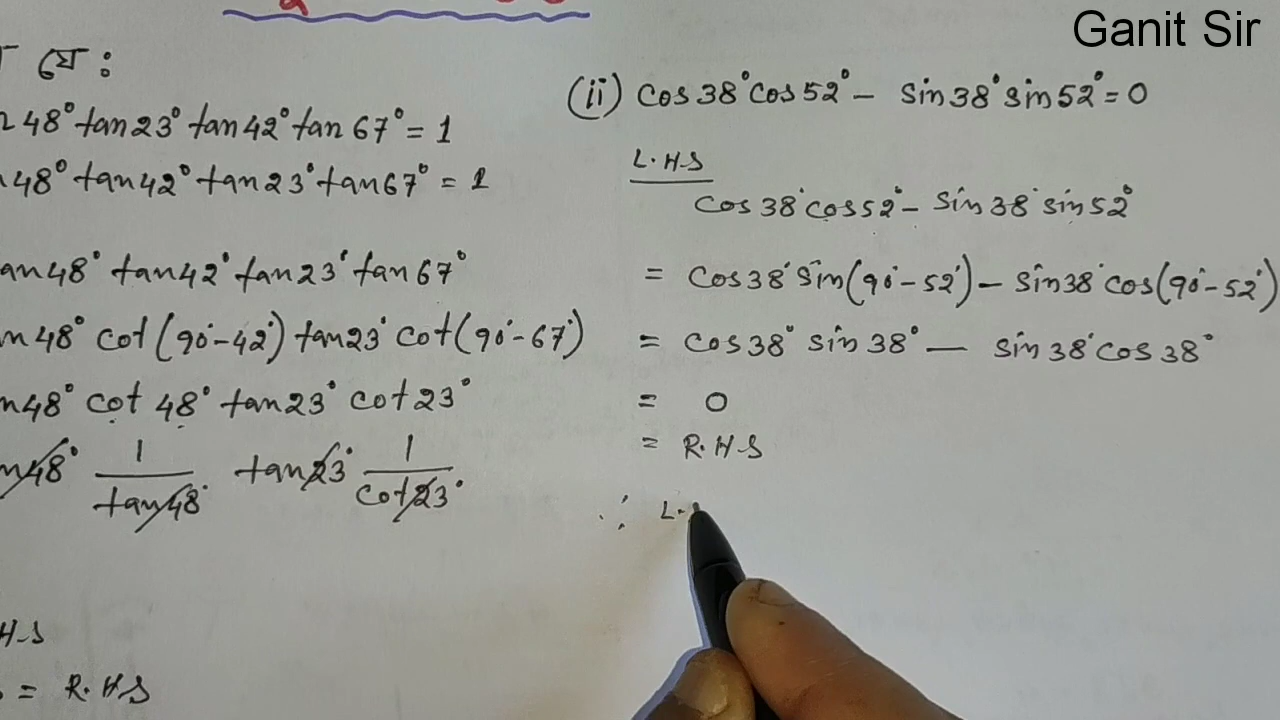 Ganit Sir
যে :
48° tan 23° tan 42° tan 67° = 1
48° tan 42° tan 23° tan 67° = 1
an 48° tan 42° tan 23° tan 67°
n 48° cot (90° - 42°) tan 23° cot (90° - 67°)
n 48° cot 48° tan 23° cot 23°
n 48° 1/tan 48° tan 23° 1/cot 23°
H.S
= R.H.S
(ii) cos 38° cos 52° - sin 38° sin 52° = 0
L.H.S
cos 38° cos 52° - sin 38° sin 52°
= cos 38° sin (90° - 52°) - sin 38° cos (90° - 52°)
= cos 38° sin 38° - sin 38° cos 38°
= 0
= R.H.S
∴ L.